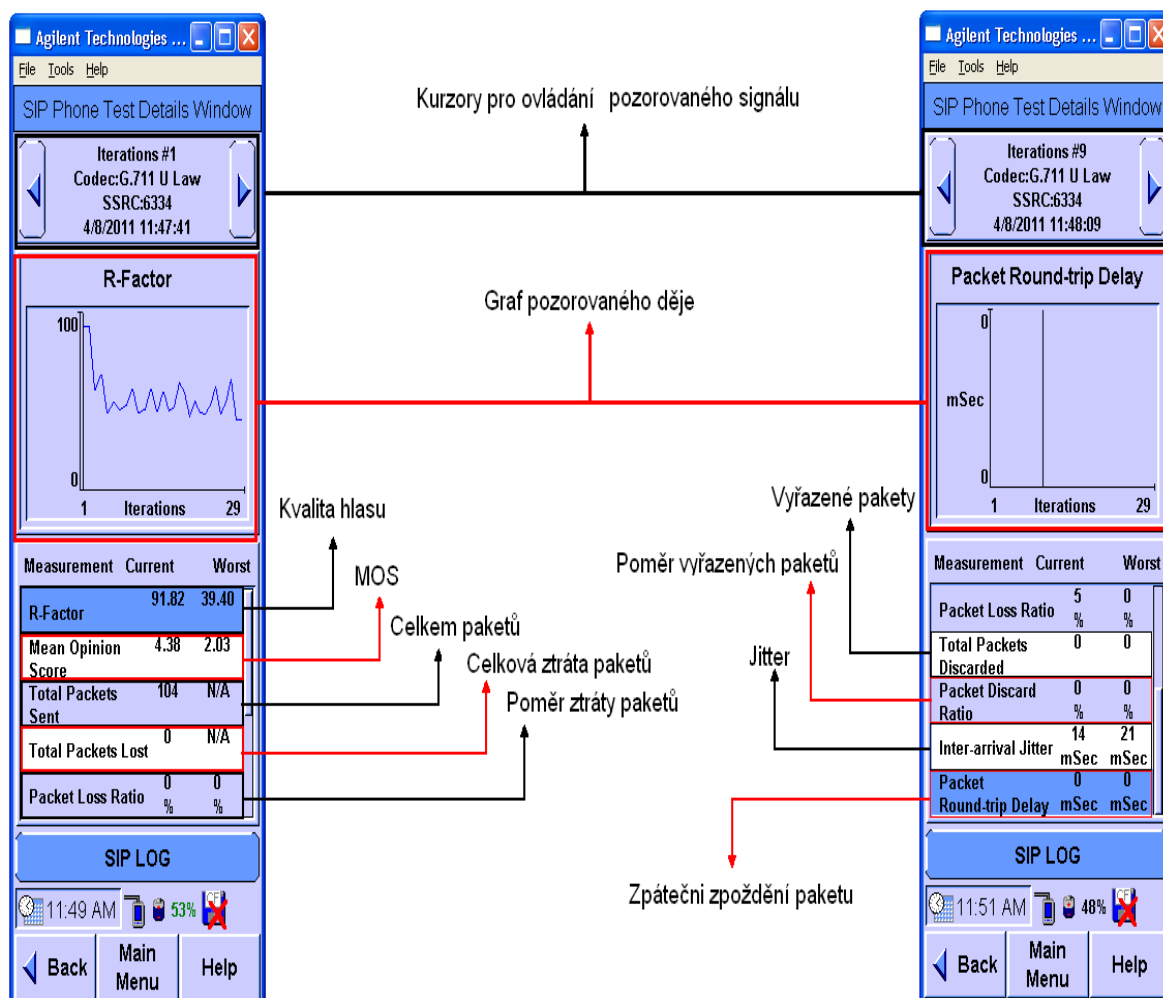 Agilent Technologies ...
File Tools Help
SIP Phone Test Details Window
Iterations #1
Codec:G.711 U Law
SSRC:6334
4/8/2011 11:47:41
R-Factor
100
0
1 Iterations 29
Measurement Current Worst
R-Factor 91.82 39.40
Mean Opinion Score 4.38 2.03
Total Packets Sent 104 N/A
Total Packets Lost 0 N/A
Packet Loss Ratio 0 % 0 %
SIP LOG
11:49 AM 53% CF
Back Main Menu Help
Kurzory pro ovládání pozorovaného signálu
Graf pozorovaného děje
Kvalita hlasu
MOS
Celkem paketů
Celková ztráta paketů
Poměr ztráty paketů
Vyřazené pakety
Poměr vyřazených paketů
Jitter
Zpátečni zpoždění paketu
Agilent Technologies ...
File Tools Help
SIP Phone Test Details Window
Iterations #9
Codec:G.711 U Law
SSRC:6334
4/8/2011 11:48:09
Packet Round-trip Delay
0
mSec
0
1 Iterations 29
Measurement Current Worst
Packet Loss Ratio 5 % 0 %
Total Packets Discarded 0 0
Packet Discard Ratio 0 % 0 %
Inter-arrival Jitter 14 mSec 21 mSec
Packet Round-trip Delay 0 mSec 0 mSec
SIP LOG
11:51 AM 48% CF
Back Main Menu Help